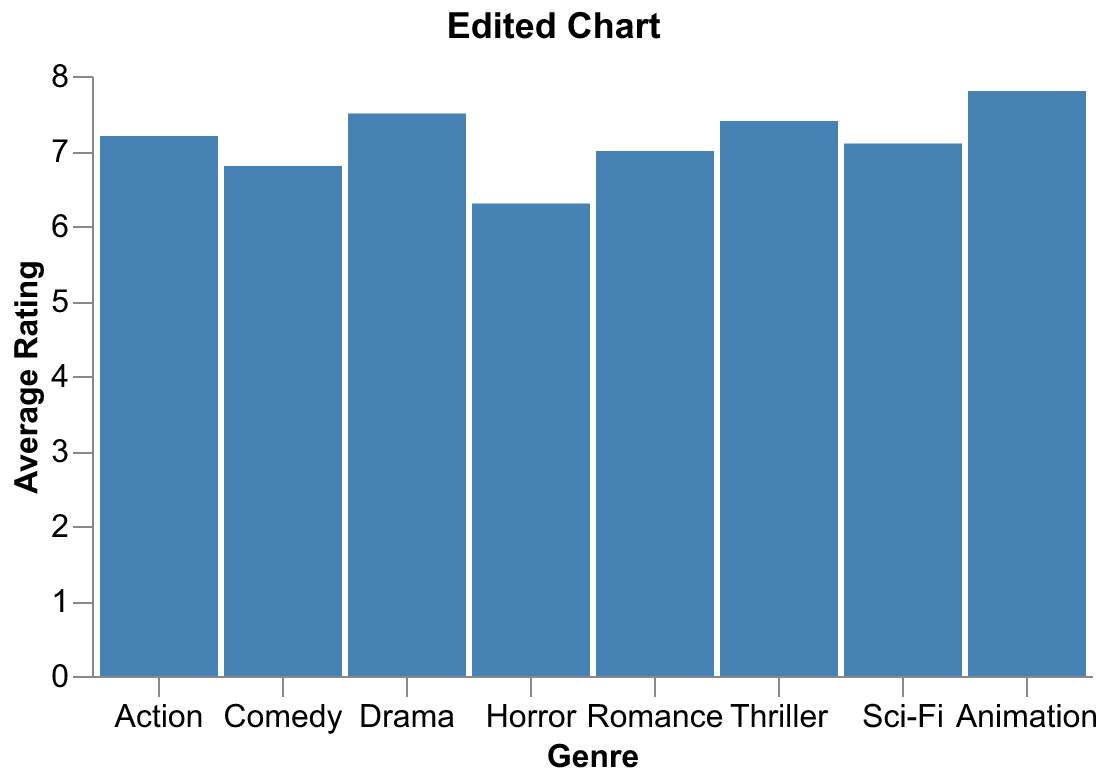 Edited Chart
Average Rating
8
7
6
5
4
3
2
1
0
Action Comedy Drama Horror Romance Thriller Sci-Fi Animation
Genre